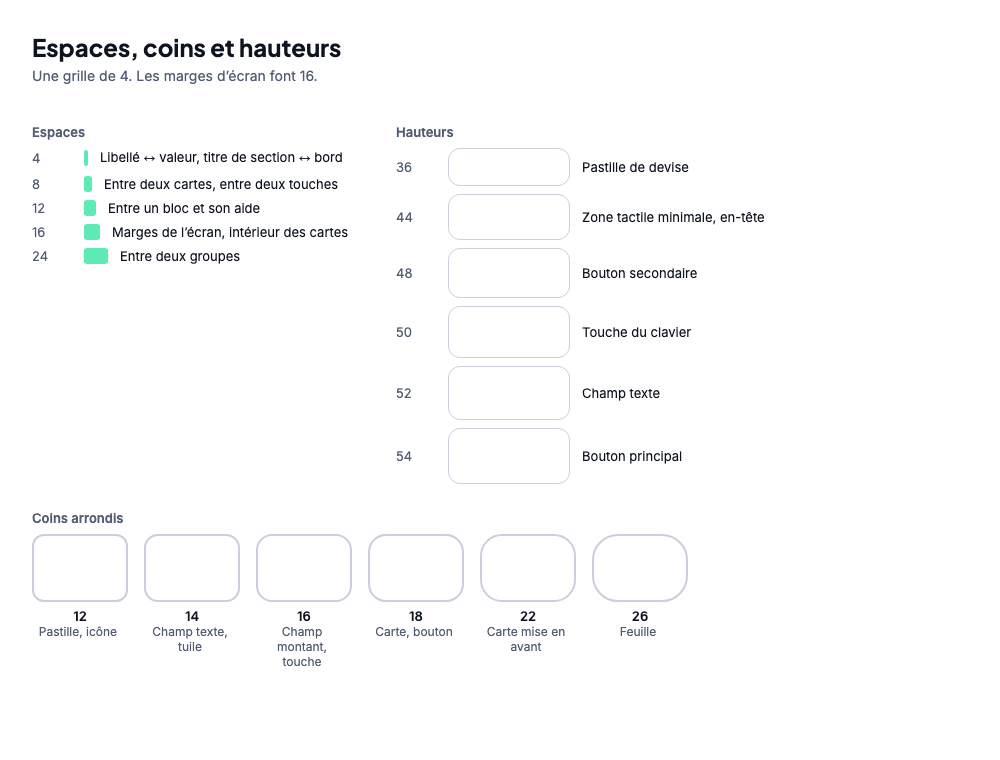 Espaces, coins et hauteurs
Une grille de 4. Les marges d’écran font 16.
Espaces
4 Libellé ↔ valeur, titre de section ↔ bord
8 Entre deux cartes, entre deux touches
12 Entre un bloc et son aide
16 Marges de l’écran, intérieur des cartes
24 Entre deux groupes
Hauteurs
36 Pastille de devise
44 Zone tactile minimale, en-tête
48 Bouton secondaire
50 Touche du clavier
52 Champ texte
54 Bouton principal
Coins arrondis
12
Pastille, icône
14
Champ texte,
tuile
16
Champ
montant,
touche
18
Carte, bouton
22
Carte mise en
avant
26
Feuille